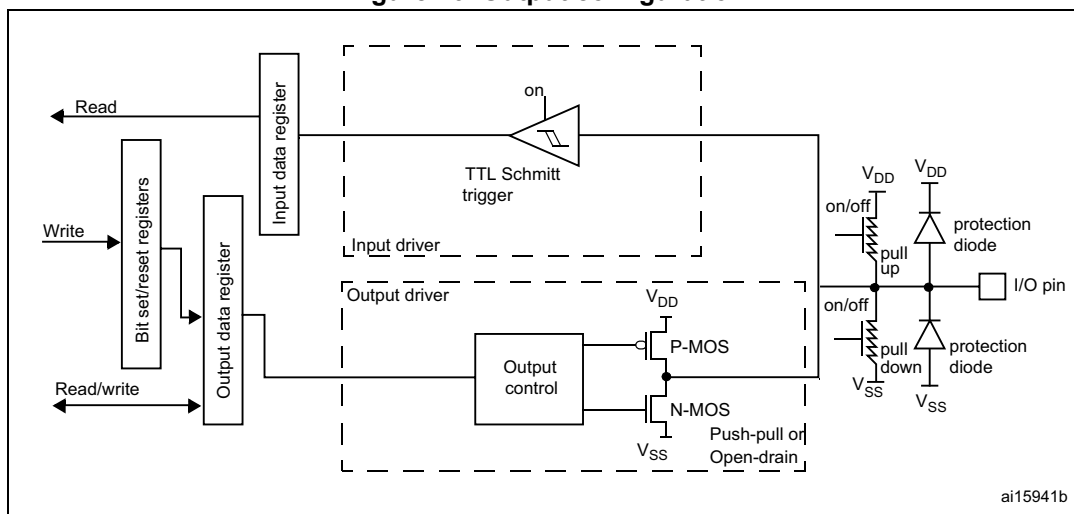 Read
Input data register
on
TTL Schmitt
trigger
Input driver
Write
Bit set/reset registers
Output data register
Read/write
Output driver
VDD
P-MOS
Output
control
N-MOS
VSS
Push-pull or
Open-drain
VDD
VDD
on/off
pull
up
protection
diode
I/O pin
on/off
pull
down
VSS
protection
diode
VSS
ai15941b